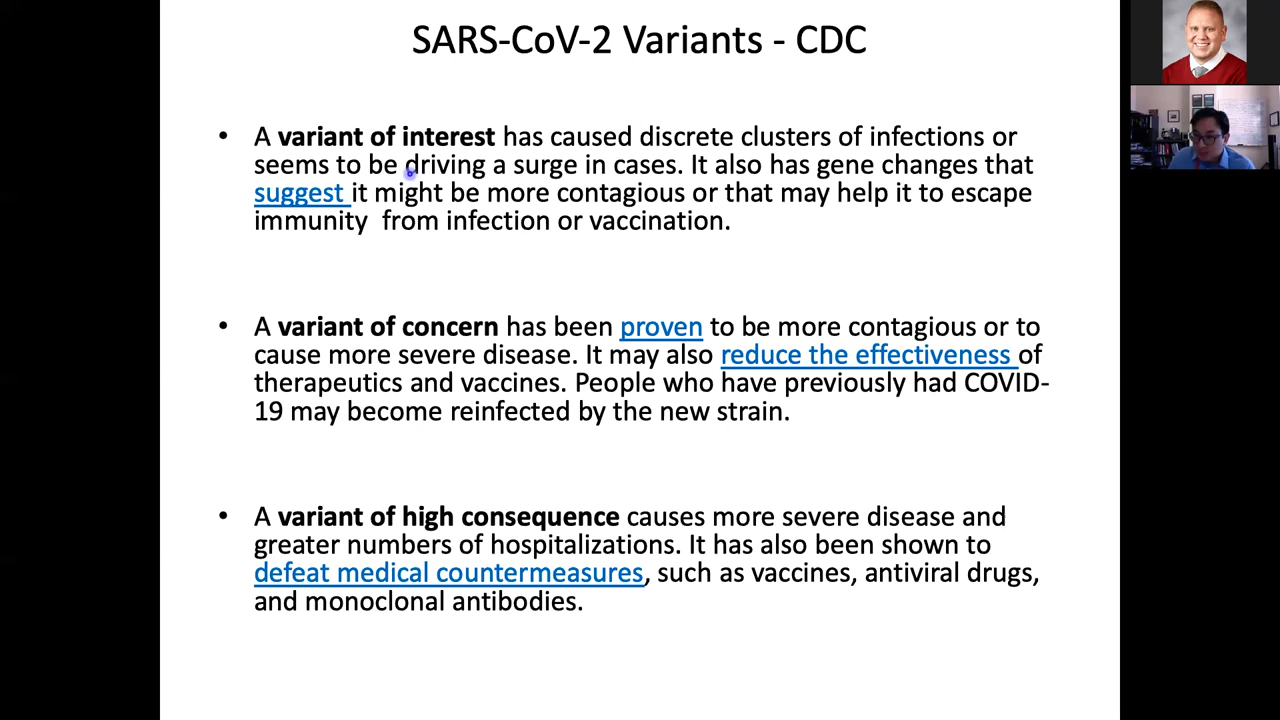 SARS-CoV-2 Variants - CDC
• A variant of interest has caused discrete clusters of infections or
seems to be driving a surge in cases. It also has gene changes that
suggest it might be more contagious or that may help it to escape
immunity  from infection or vaccination.
• A variant of concern has been proven to be more contagious or to
cause more severe disease. It may also reduce the effectiveness of
therapeutics and vaccines. People who have previously had COVID-
19 may become reinfected by the new strain.
• A variant of high consequence causes more severe disease and
greater numbers of hospitalizations. It has also been shown to
defeat medical countermeasures, such as vaccines, antiviral drugs,
and monoclonal antibodies.